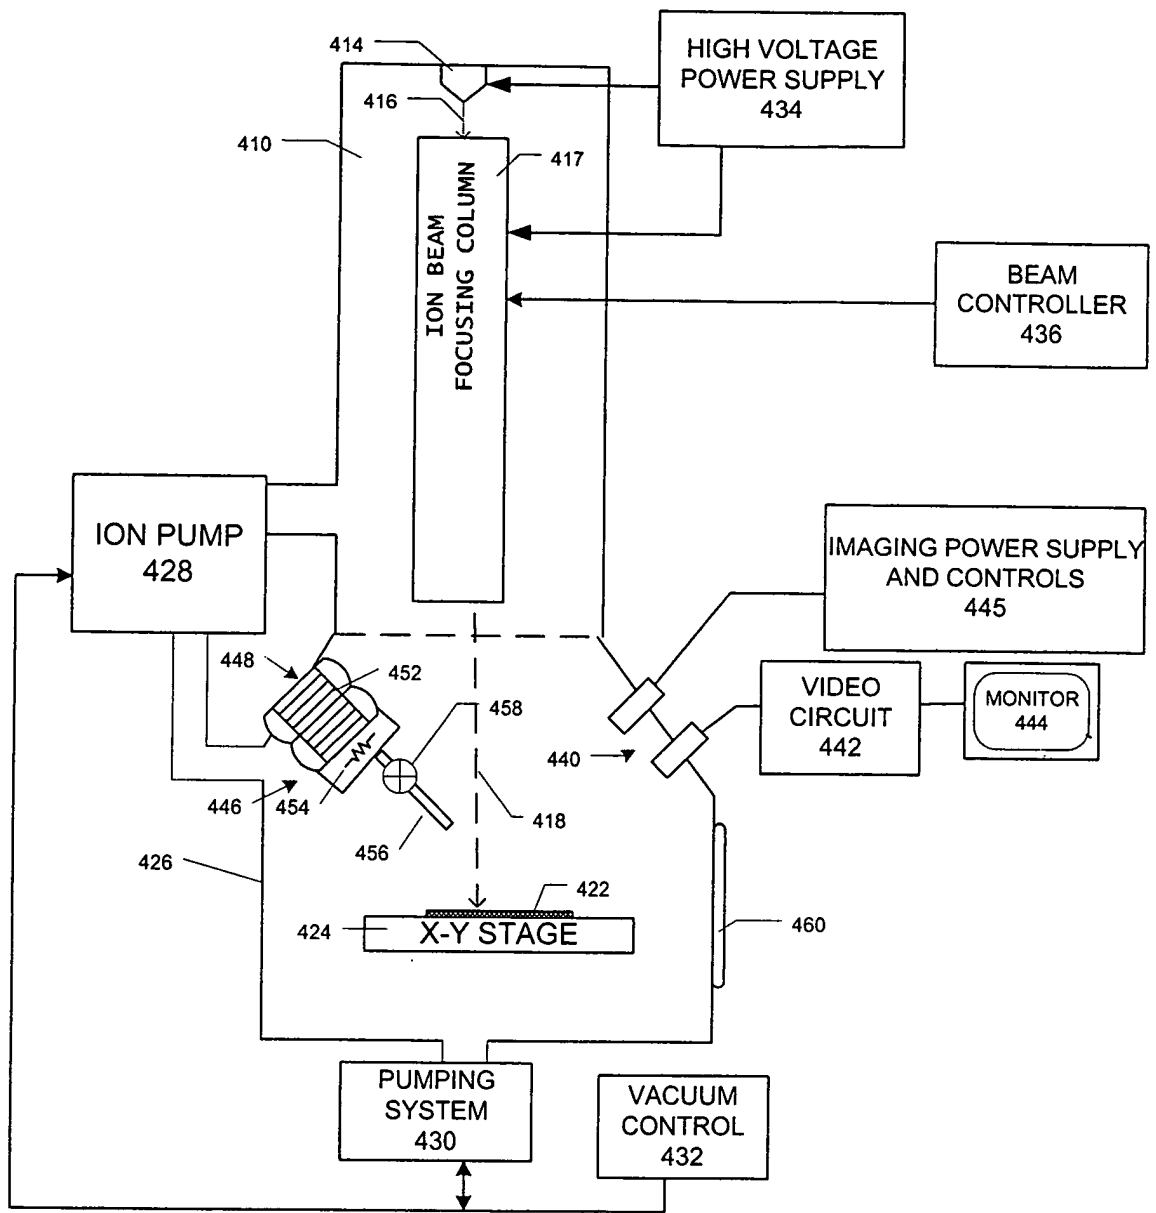 414
HIGH VOLTAGE
POWER SUPPLY
434
416
410
417
ION BEAM
FOCUSING COLUMN
BEAM
CONTROLLER
436
ION PUMP
428
IMAGING POWER SUPPLY
AND CONTROLS
445
448
452
VIDEO
CIRCUIT
442
MONITOR
444
458
440
446
454
418
456
426
422
424
X-Y STAGE
460
PUMPING
SYSTEM
430
VACUUM
CONTROL
432